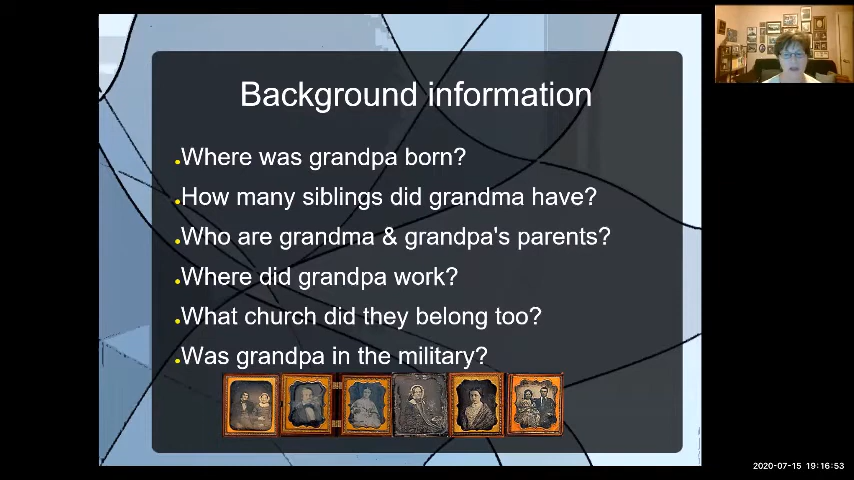 Background information
.Where was grandpa born?
.How many siblings did grandma have?
.Who are grandma & grandpa's parents?
.Where did grandpa work?
.What church did they belong too?
.Was grandpa in the military?
2020-07-15 19:16:53